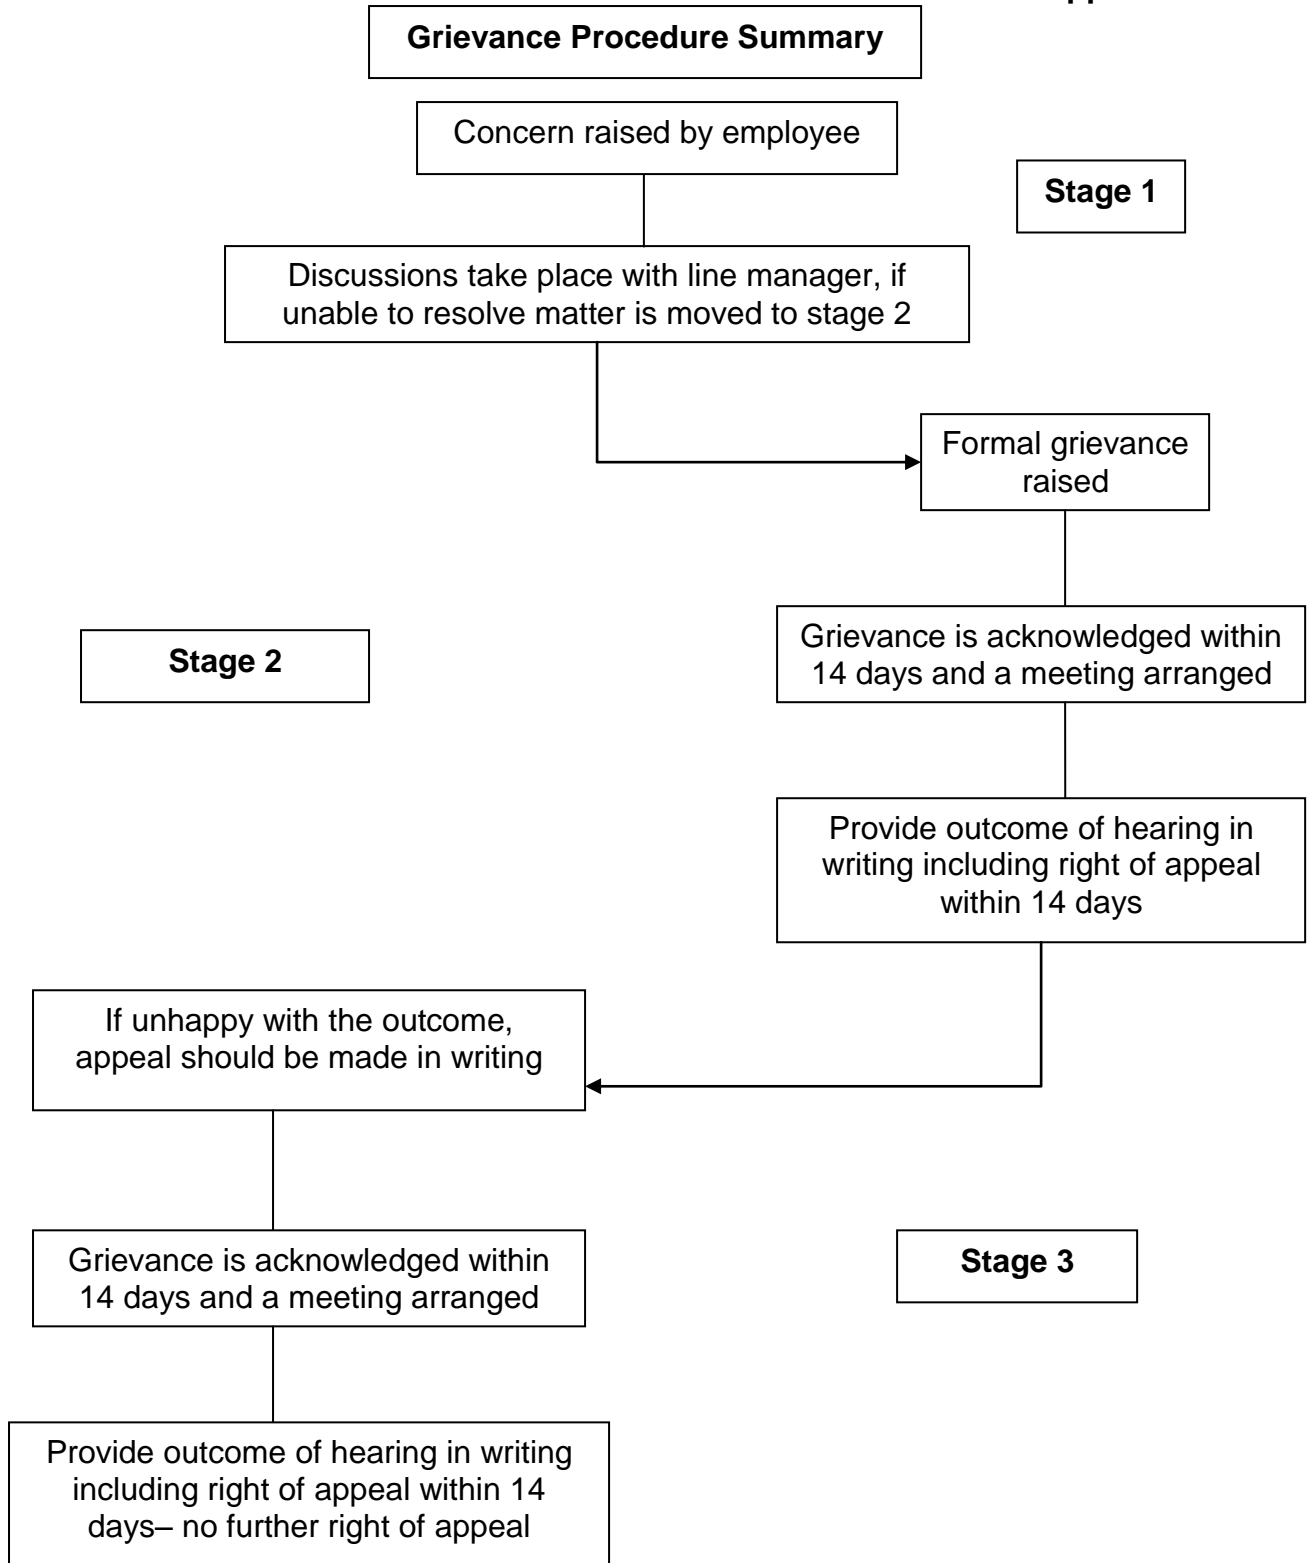 Grievance Procedure Summary
Concern raised by employee
Stage 1
Discussions take place with line manager, if
unable to resolve matter is moved to stage 2
Formal grievance
raised
Grievance is acknowledged within
14 days and a meeting arranged
Stage 2
Provide outcome of hearing in
writing including right of appeal
within 14 days
If unhappy with the outcome,
appeal should be made in writing
Grievance is acknowledged within
14 days and a meeting arranged
Stage 3
Provide outcome of hearing in writing
including right of appeal within 14
days– no further right of appeal